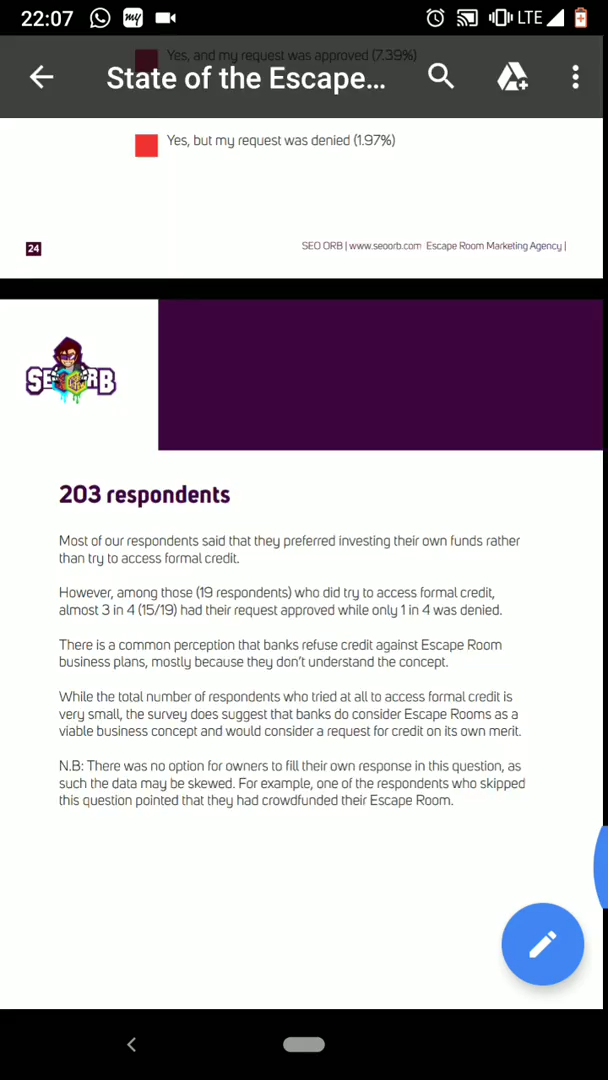 22:07
my
LTE
Yes, and my request was approved (7.39%)
State of the Escape...
Yes, but my request was denied (1.97%)
24
SEO ORB | www.seoorb.com Escape Room Marketing Agency |
SEO ORB
203 respondents
Most of our respondents said that they preferred investing their own funds rather
than try to access formal credit.
However, among those (19 respondents) who did try to access formal credit,
almost 3 in 4 (15/19) had their request approved while only 1 in 4 was denied.
There is a common perception that banks refuse credit against Escape Room
business plans, mostly because they don't understand the concept.
While the total number of respondents who tried at all to access formal credit is
very small, the survey does suggest that banks do consider Escape Rooms as a
viable business concept and would consider a request for credit on its own merit.
N.B: There was no option for owners to fill their own response in this question, as
such the data may be skewed. For example, one of the respondents who skipped
this question pointed that they had crowdfunded their Escape Room.